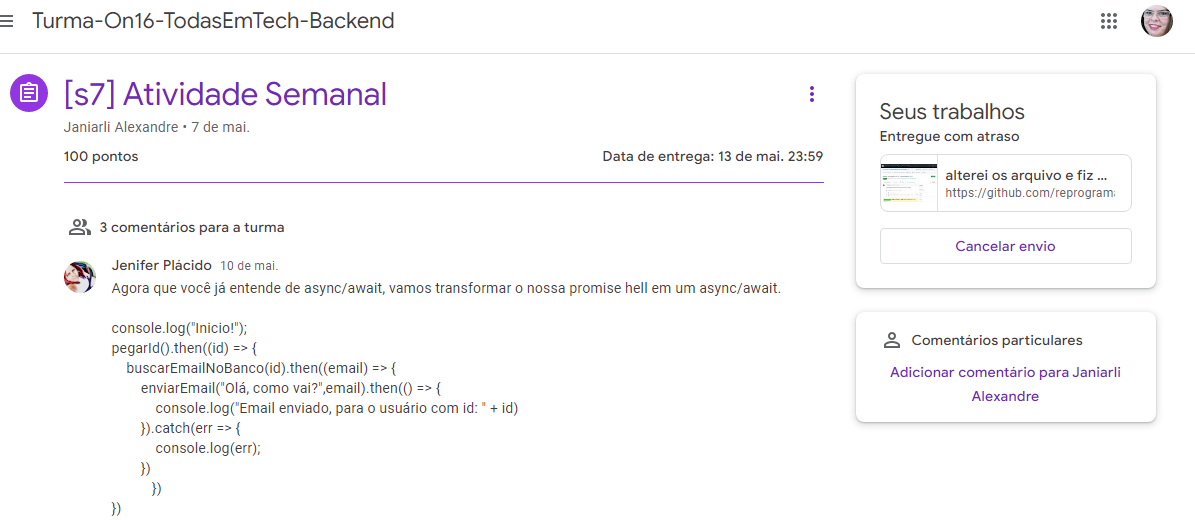 Turma-On16-TodasEmTech-Backend
[s7] Atividade Semanal
Janiarli Alexandre • 7 de mai.
100 pontos
Data de entrega: 13 de mai. 23:59
3 comentários para a turma
Jenifer Plácido 10 de mai.
Agora que você já entende de async/await, vamos transformar o nossa promise hell em um async/await.
console.log("Inicio!");
pegarId().then((id) => {
buscarEmailNoBanco(id).then((email) => {
enviarEmail("Olá, como vai?",email).then(() => {
console.log("Email enviado, para o usuário com id: " + id)
}).catch(err => {
console.log(err);
})
})
})
Seus trabalhos
Entregue com atraso
alterei os arquivo e fiz ...
https://github.com/reprograma
Cancelar envio
Comentários particulares
Adicionar comentário para Janiarli
Alexandre